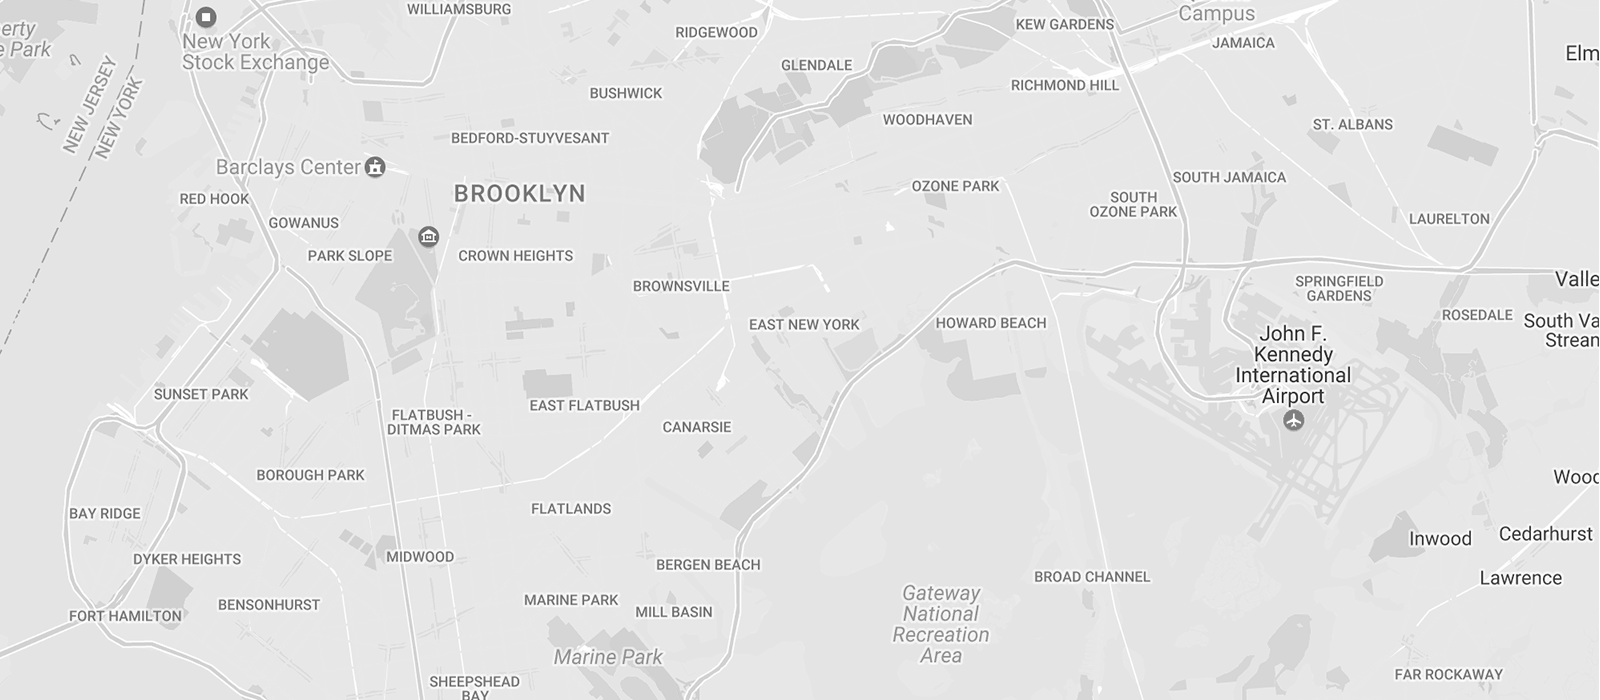 WILLIAMSBURG
New York
Stock Exchange
RIDGEWOOD
KEW GARDENS
Campus
JAMAICA
erty
e Park
Elm
GLENDALE
RICHMOND HILL
BUSHWICK
NEW JERSEY
NEW YORK
WOODHAVEN
ST. ALBANS
BEDFORD-STUYVESANT
Barclays Center
BROOKLYN
RED HOOK
OZONE PARK
SOUTH JAMAICA
SOUTH
OZONE PARK
GOWANUS
LAURELTON
PARK SLOPE
CROWN HEIGHTS
BROWNSVILLE
SPRINGFIELD
GARDENS
Valle
EAST NEW YORK
HOWARD BEACH
ROSEDALE
South Va
Strean
John F.
Kennedy
International
Airport
SUNSET PARK
EAST FLATBUSH
FLATBUSH -
DITMAS PARK
CANARSIE
BOROUGH PARK
Wood
BAY RIDGE
FLATLANDS
Inwood
Cedarhurst
DYKER HEIGHTS
MIDWOOD
BERGEN BEACH
BROAD CHANNEL
Lawrence
BENSONHURST
MARINE PARK
MILL BASIN
FORT HAMILTON
Gateway
National
Recreation
Area
Marine Park
SHEEPSHEAD
BAY
FAR ROCKAWAY